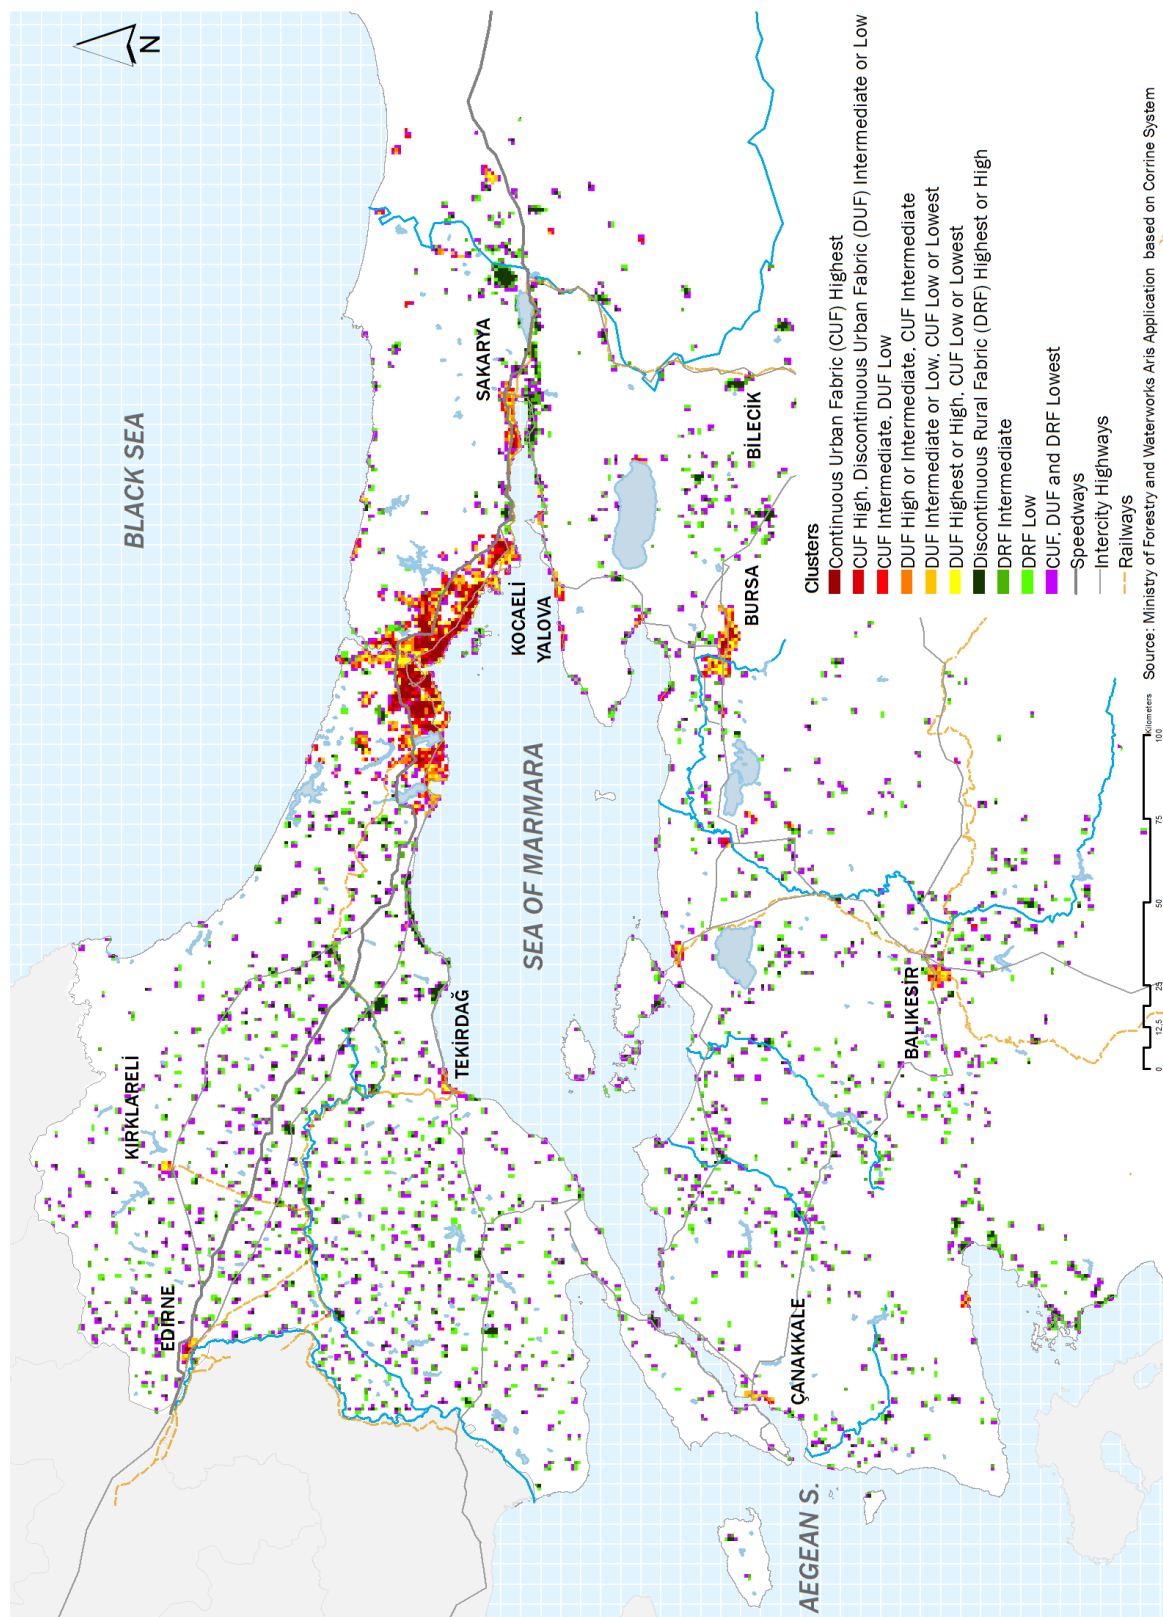 N
BLACK SEA
KIRKLARELİ
EDİRNE
SAKARYA
KOCAELİ
YALOVA
TEKİRDAĞ
SEA OF MARMARA
BİLECİK
BURSA
BALIKESİR
ÇANAKKALE
AEGEAN S.
Clusters
Continuous Urban Fabric (CUF) Highest
CUF High, Discontinuous Urban Fabric (DUF) Intermediate or Low
CUF Intermediate, DUF Low
DUF High or Intermediate, CUF Intermediate
DUF Intermediate or Low, CUF Low or Lowest
DUF Highest or High, CUF Low or Lowest
Discontinuous Rural Fabric (DRF) Highest or High
DRF Intermediate
DRF Low
CUF, DUF and DRF Lowest
Speedways
Intercity Highways
Railways
0 12,5 25 50 75 100
Kilometers
Source: Ministry of Forestry and Waterworks Aris Application based on Corrine System